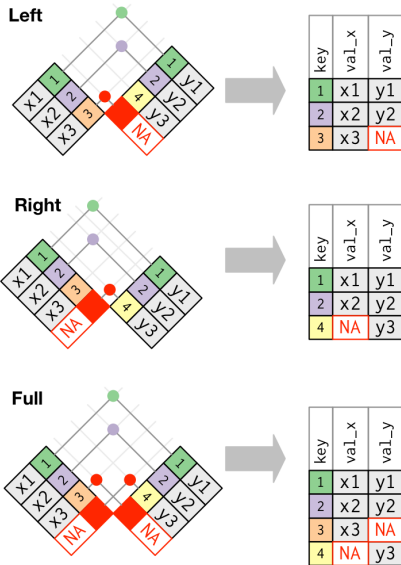 Left
1 x1
2 x2
3 x3
1 y1
2 y2
4 y3
NA
key val_x val_y
1 x1 y1
2 x2 y2
3 x3 NA
Right
1 x1
2 x2
3 x3
NA
1 y1
2 y2
4 y3
key val_x val_y
1 x1 y1
2 x2 y2
4 NA y3
Full
1 x1
2 x2
3 x3
NA
1 y1
2 y2
4 y3
NA
key val_x val_y
1 x1 y1
2 x2 y2
3 x3 NA
4 NA y3